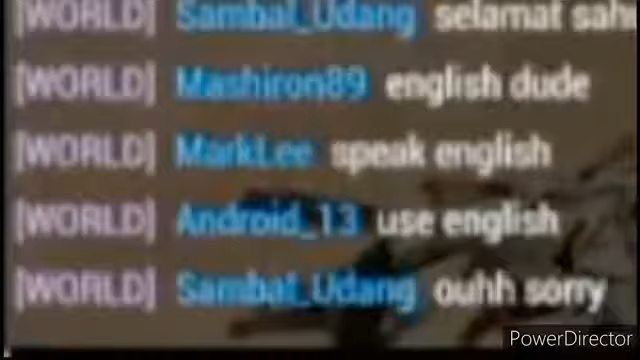 [WORLD] Sambal_Udang selamat sahu
[WORLD] Mashiron89 english dude
[WORLD] MarkLee speak english
[WORLD] Android_13 use english
[WORLD] Sambal_Udang ouhh sorry
PowerDirector